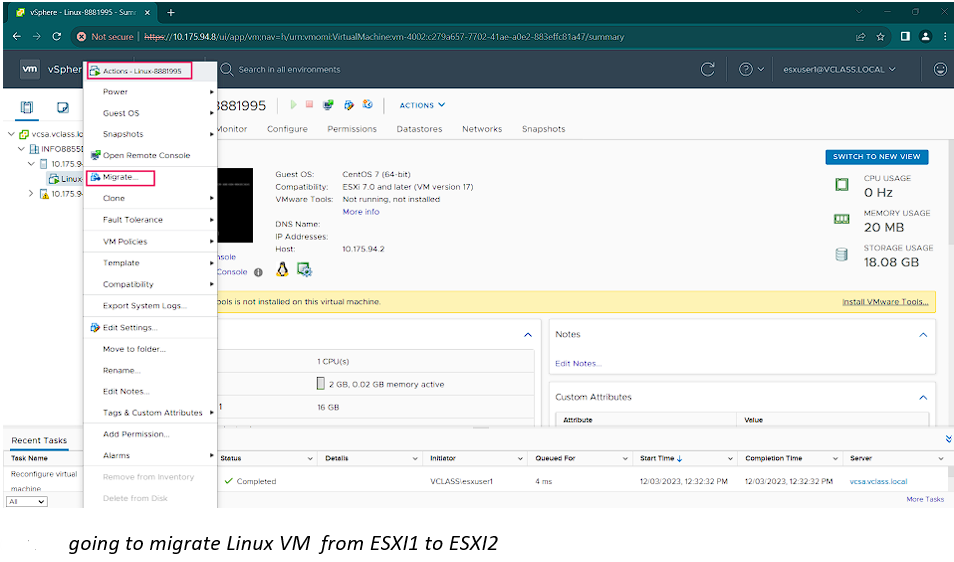 vSphere - Linux-8881995 - Summ
Not secure https://10.175.94.8/ui/app/vm;nav=h/urn:vmomi:VirtualMachine:vm-4002:c279a657-7702-41ae-a0e2-883effc81a47/summary
vm vSpher Search in all environments esxuser1@VCLASS.LOCAL
Actions - Linux-8881995
Power
Guest OS
Snapshots
Open Remote Console
Migrate...
Clone
Fault Tolerance
VM Policies
Template
Compatibility
Export System Logs...
Edit Settings...
Move to folder...
Rename...
Edit Notes...
Tags & Custom Attributes
Add Permission...
Alarms
Remove from Inventory
Delete from Disk
vcsa.vclass.lo
INFO8855
10.175.9
Linux-
10.175.9
8881995 ACTIONS
Monitor Configure Permissions Datastores Networks Snapshots
SWITCH TO NEW VIEW
Guest OS: CentOS 7 (64-bit)
Compatibility: ESXi 7.0 and later (VM version 17)
VMware Tools: Not running, not installed
More info
DNS Name:
IP Addresses:
Host: 10.175.94.2
nsole
Console
CPU USAGE
0 Hz
MEMORY USAGE
20 MB
STORAGE USAGE
18.08 GB
ools is not installed on this virtual machine. Install VMware Tools...
1 CPU(s)
2 GB, 0.02 GB memory active
1 16 GB
Notes
Edit Notes...
Custom Attributes
Attribute Value
Recent Tasks
Task Name Status Details Initiator Queued For Start Time Completion Time Server
Reconfigure virtual machine Completed VCLASS\esxuser1 4 ms 12/03/2023, 12:32:32 PM 12/03/2023, 12:32:32 PM vcsa.vclass.local
All More Tasks
going to migrate Linux VM from ESXI1 to ESXI2